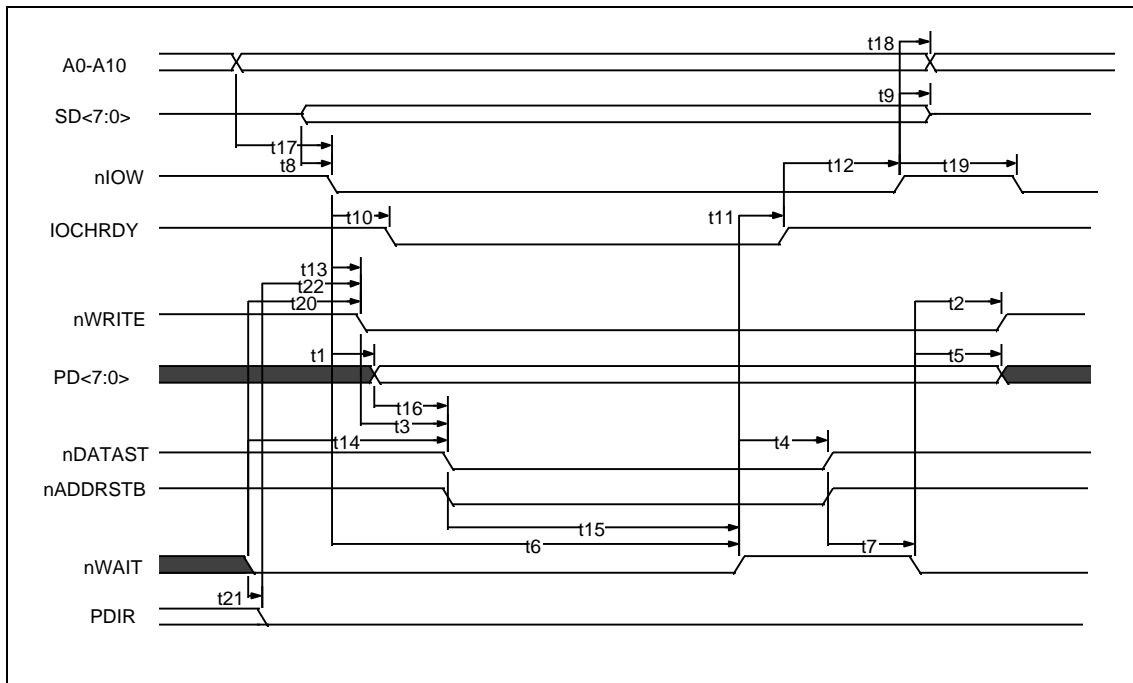 t18
A0-A10
t9
SD<7:0>
t17
t8
t12
t19
nIOW
t10
t11
IOCHRDY
t13
t22
t20
t2
nWRITE
t1
t5
PD<7:0>
t16
t3
t14
t4
nDATAST
nADDRSTB
t15
t6
t7
nWAIT
t21
PDIR